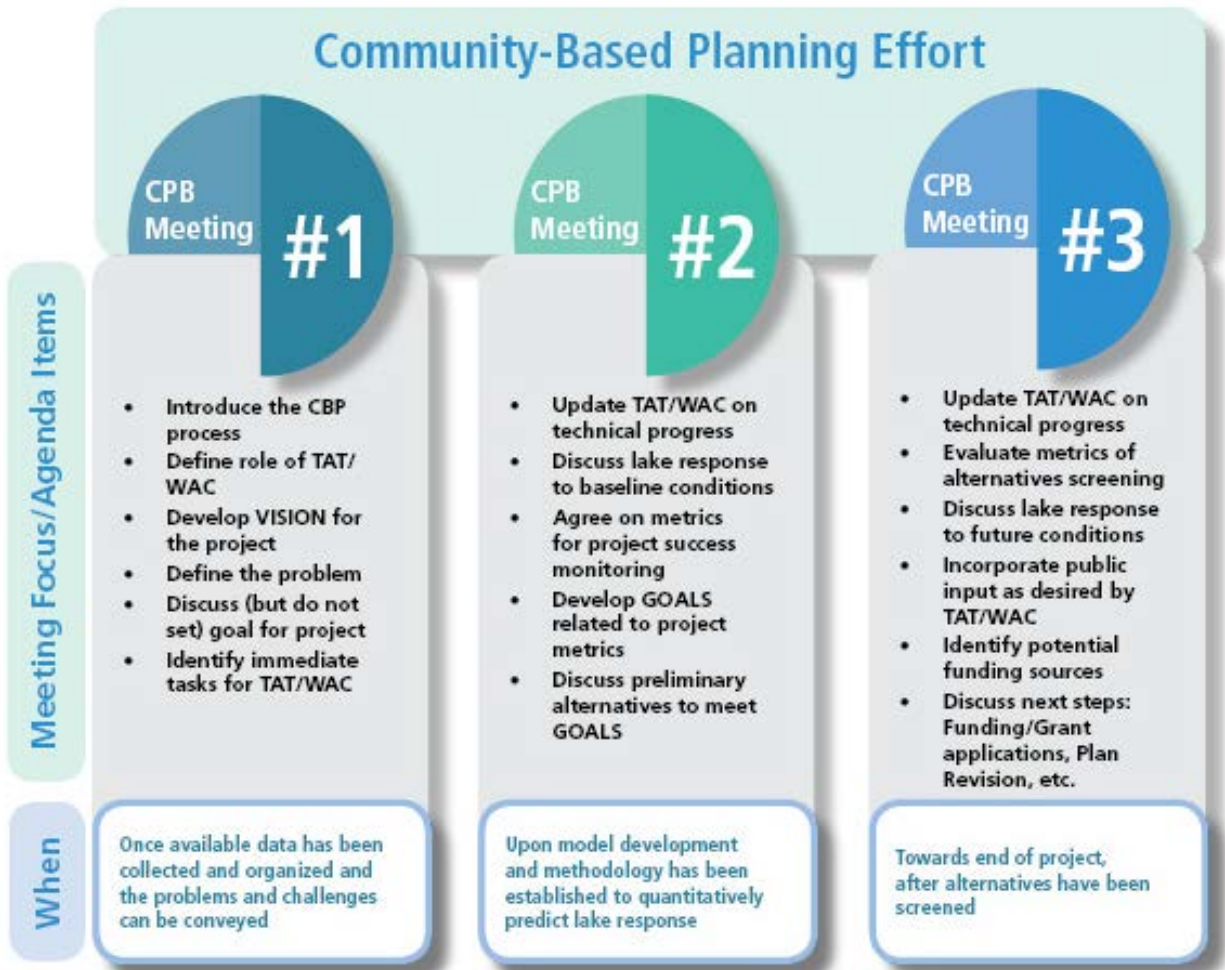 Community-Based Planning Effort
CPB
Meeting
#1
CPB
Meeting
#2
CPB
Meeting
#3
Meeting Focus/Agenda Items
• Introduce the CBP
process
• Define role of TAT/
WAC
• Develop VISION for
the project
• Define the problem
• Discuss (but do not
set) goal for project
• Identify immediate
tasks for TAT/WAC
• Update TAT/WAC on
technical progress
• Discuss lake response
to baseline conditions
• Agree on metrics
for project success
monitoring
• Develop GOALS
related to project
metrics
• Discuss preliminary
alternatives to meet
GOALS
• Update TAT/WAC on
technical progress
• Evaluate metrics of
alternatives screening
• Discuss lake response
to future conditions
• Incorporate public
input as desired by
TAT/WAC
• Identify potential
funding sources
• Discuss next steps:
Funding/Grant
applications, Plan
Revision, etc.
When
Once available data has been
collected and organized and
the problems and challenges
can be conveyed
Upon model development
and methodology has been
established to quantitatively
predict lake response
Towards end of project,
after alternatives have been
screened